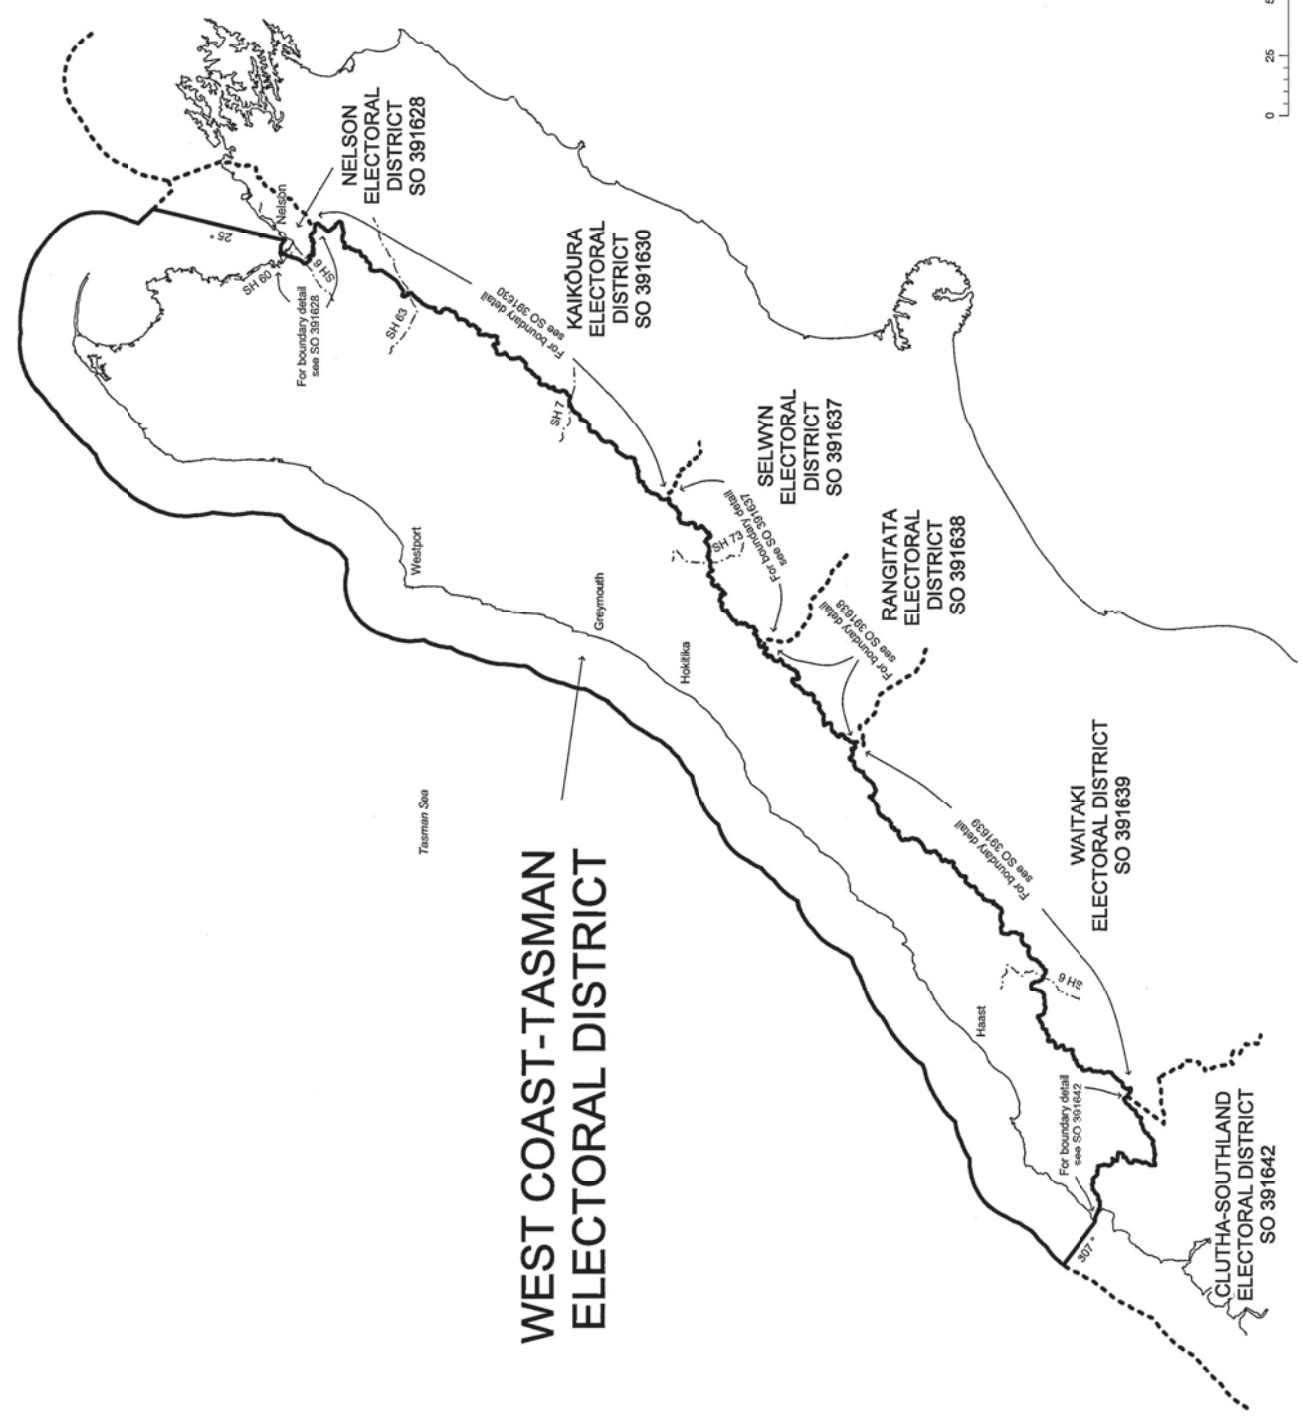 WEST COAST-TASMAN
ELECTORAL DISTRICT
Tasman Sea
25°
Nelson
SH 60
SH 6
For boundary detail
see SO 391628
NELSON
ELECTORAL
DISTRICT
SO 391628
SH 63
For boundary detail
see SO 391630
KAIKŌURA
ELECTORAL
DISTRICT
SO 391630
SH 7
Westport
Greymouth
Hokitika
SELWYN
ELECTORAL
DISTRICT
SO 391637
For boundary detail
see SO 391637
SH 73
RANGITATA
ELECTORAL
DISTRICT
SO 391638
For boundary detail
see SO 391638
WAITAKI
ELECTORAL DISTRICT
SO 391639
For boundary detail
see SO 391639
SH 6
Haast
For boundary detail
see SO 391642
307°
CLUTHA-SOUTHLAND
ELECTORAL DISTRICT
SO 391642
0 25